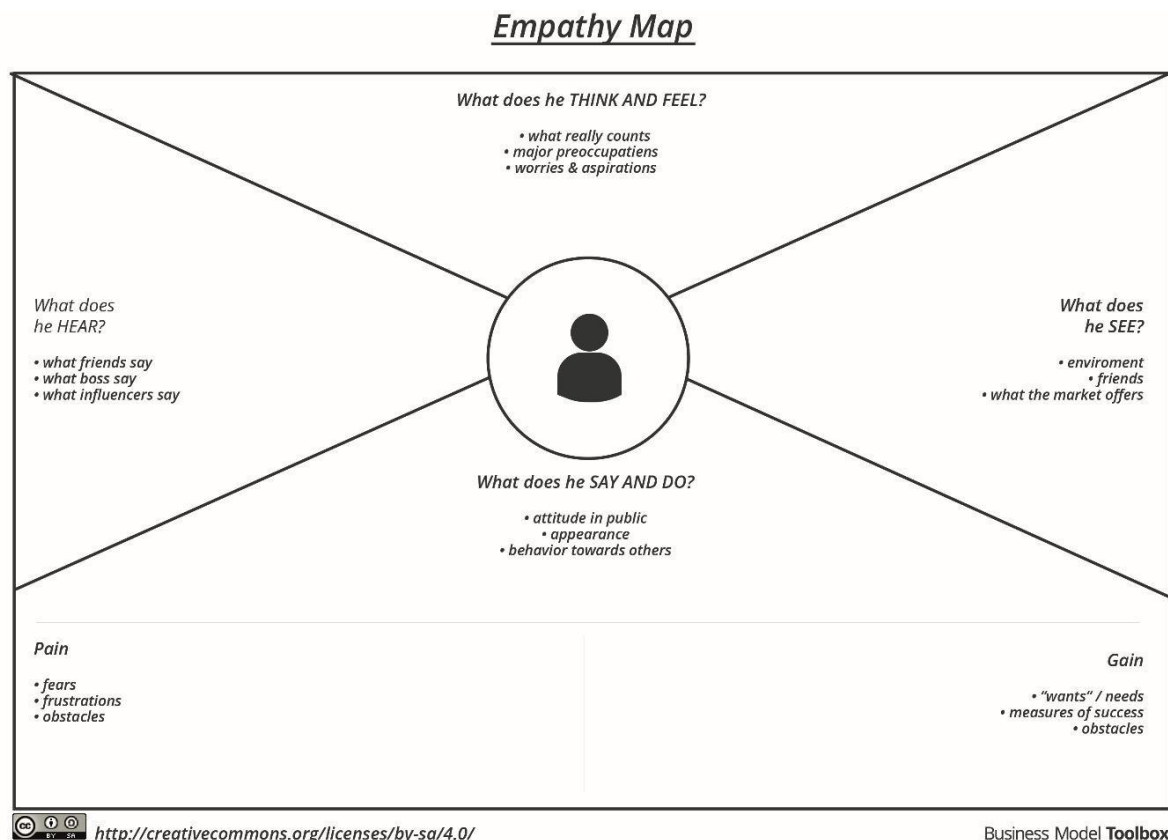 Empathy Map
What does he THINK AND FEEL?
• what really counts
• major preoccupatiens
• worries & aspirations
What does
he HEAR?
• what friends say
• what boss say
• what influencers say
What does
he SEE?
• enviroment
• friends
• what the market offers
What does he SAY AND DO?
• attitude in public
• appearance
• behavior towards others
Pain
• fears
• frustrations
• obstacles
Gain
• “wants“ / needs
• measures of success
• obstacles
cc BY SA
http://creativecommons.org/licenses/by-sa/4.0/
Business Model Toolbox